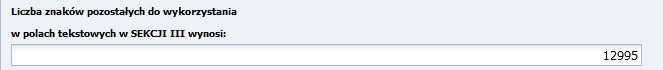 Liczba znaków pozostałych do wykorzystania
w polach tekstowych w SEKCJI III wynosi:
12995